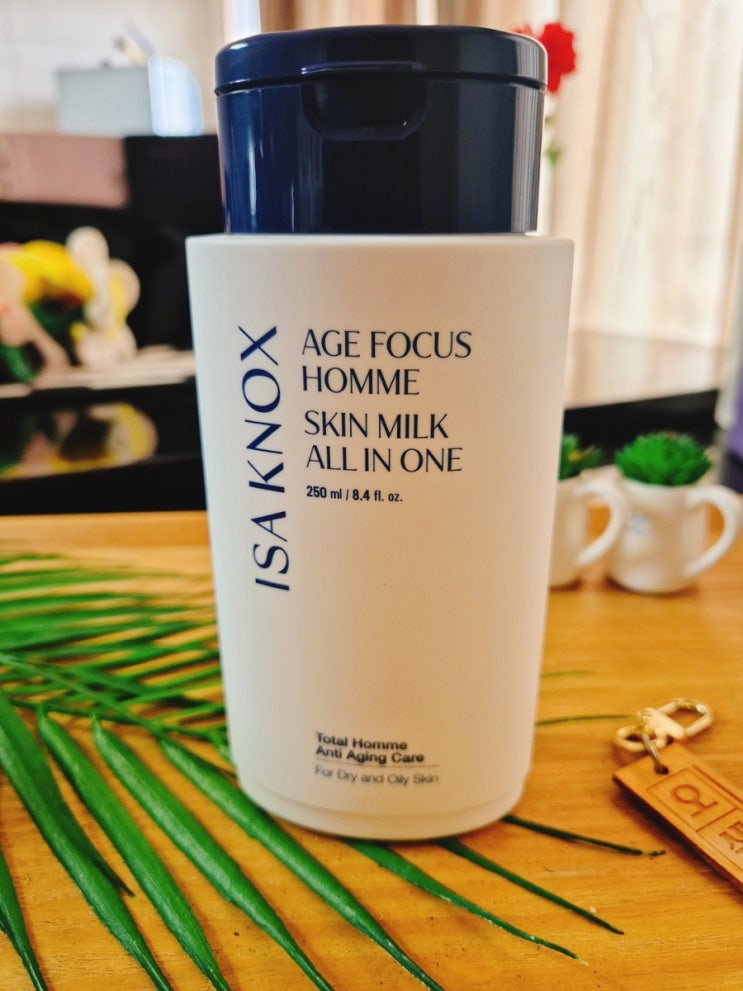 ISA KNOX
AGE FOCUS
HOMME
SKIN MILK
ALL IN ONE
250 ml / 8.4 fl. oz.
Total Homme
Anti Aging Care
For Dry and Oily Skin